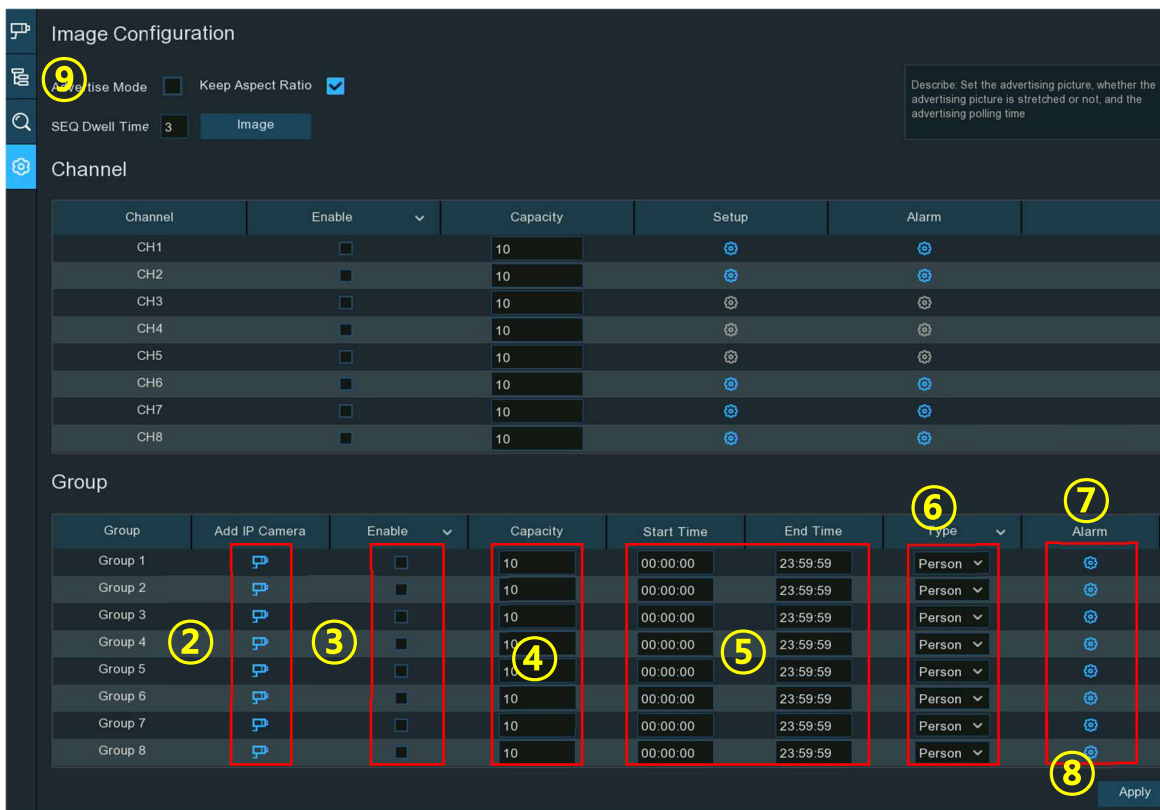 Image Configuration
⑨
Advertise Mode Keep Aspect Ratio
Describe: Set the advertising picture, whether the
advertising picture is stretched or not, and the
advertising polling time
SEQ Dwell Time 3 Image
Channel
Channel Enable Capacity Setup Alarm
CH1 10
CH2 10
CH3 10
CH4 10
CH5 10
CH6 10
CH7 10
CH8 10
Group
⑥ ⑦
Group Add IP Camera Enable Capacity Start Time End Time Type Alarm
Group 1 10 00:00:00 23:59:59 Person
Group 2 10 00:00:00 23:59:59 Person
Group 3 10 00:00:00 23:59:59 Person
Group 4 10 00:00:00 23:59:59 Person
② ③ ④ ⑤
Group 5 10 00:00:00 23:59:59 Person
Group 6 10 00:00:00 23:59:59 Person
Group 7 10 00:00:00 23:59:59 Person
Group 8 10 00:00:00 23:59:59 Person
⑧
Apply